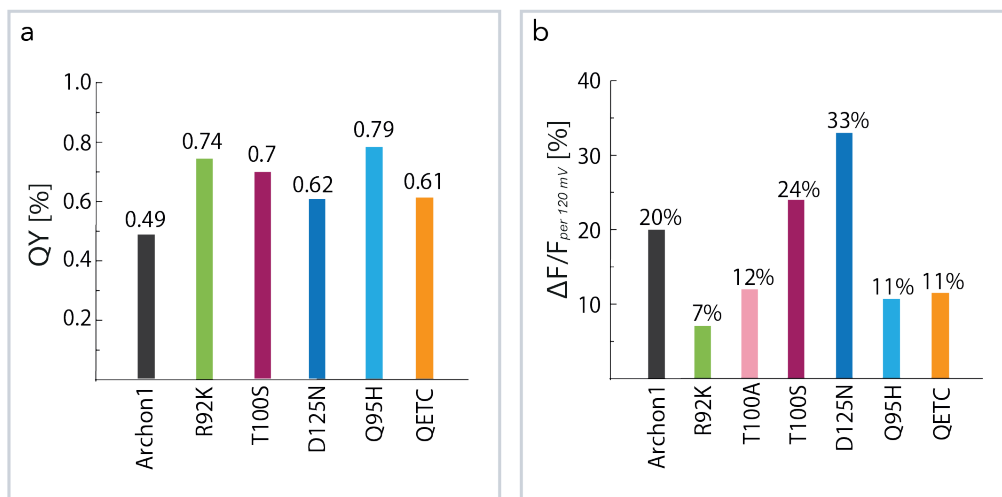 a
QY [%]
1.0
0.8
0.6
0.4
0.2
0.49
0.74
0.7
0.62
0.79
0.61
Archon1
R92K
T100S
D125N
Q95H
QETC
b
ΔF/F per 120 mV [%]
40
30
20
10
20%
7%
12%
24%
33%
11%
11%
Archon1
R92K
T100A
T100S
D125N
Q95H
QETC